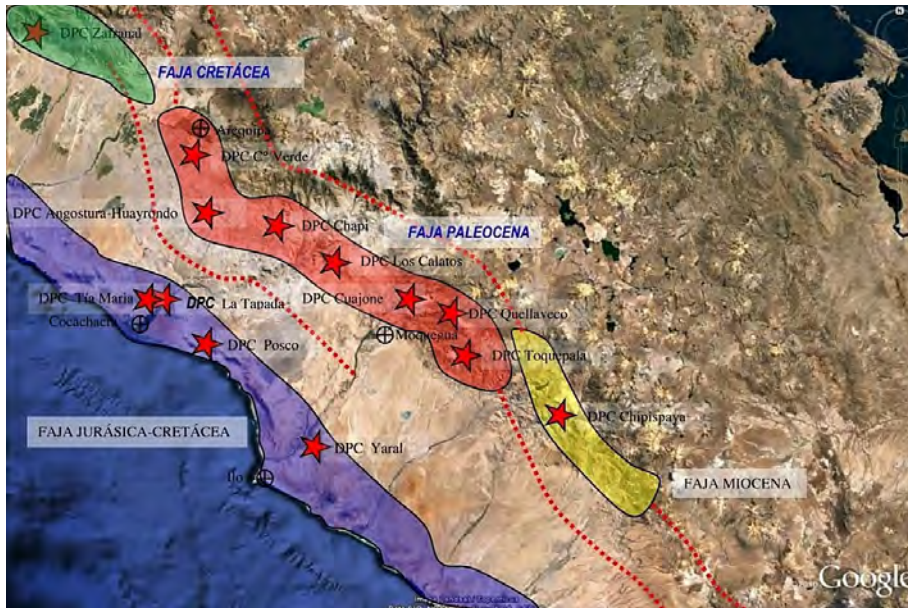 DPC Zafranal
FAJA CRETÁCEA
Arequipa
DPC Cº Verde
DPC Angostura-Huayrondo
DPC Chapi
FAJA PALEOCENA
DPC Los Calatos
DPC Tía María
DPC La Tapada
DPC Cuajone
DPC Quellaveco
Cocachacra
Moquegua
DPC Posco
DPC Toquepala
DPC Chipispaya
FAJA JURÁSICA-CRETÁCEA
DPC Yaral
Ilo
FAJA MIOCENA
Google